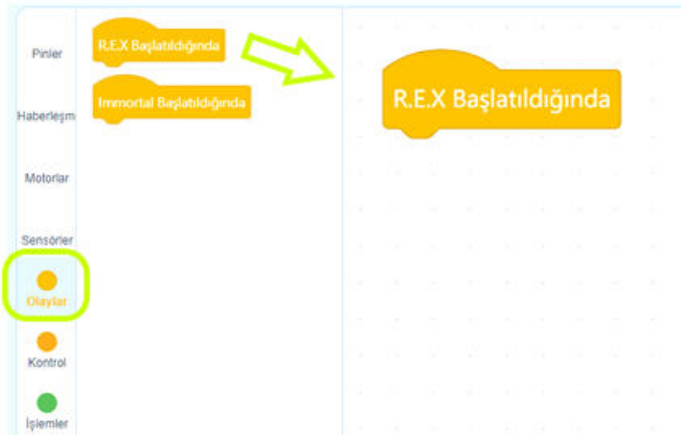 Pinler
Haberleşm
Motorlar
Sensörler
Olaylar
Kontrol
İşlemler
R.E.X Başlatıldığında
Immortal Başlatıldığında
R.E.X Başlatıldığında